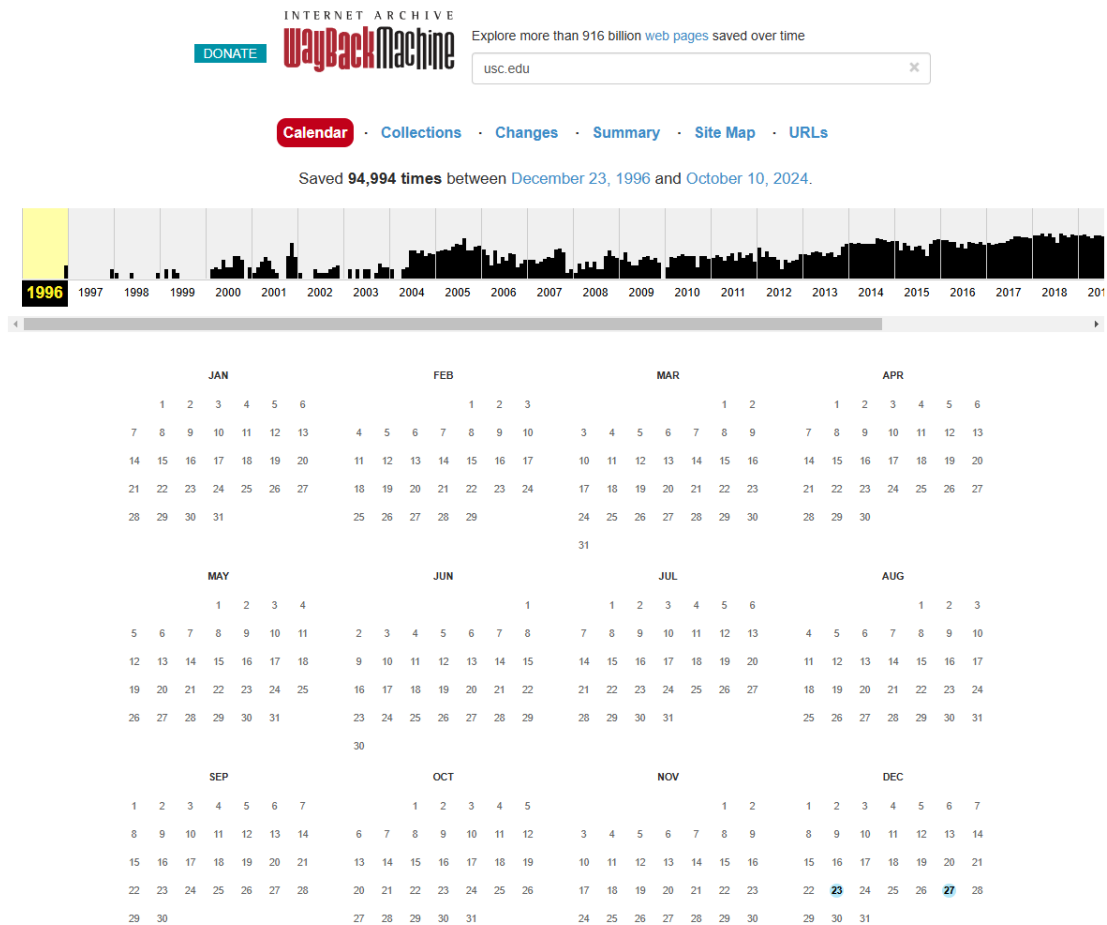 INTERNET ARCHIVE
DONATE
WayBackMachine
Explore more than 916 billion web pages saved over time
usc.edu ×
Calendar · Collections · Changes · Summary · Site Map · URLs
Saved 94,994 times between December 23, 1996 and October 10, 2024.
1996 1997 1998 1999 2000 2001 2002 2003 2004 2005 2006 2007 2008 2009 2010 2011 2012 2013 2014 2015 2016 2017 2018 201
JAN FEB MAR APR
1 2 3 4 5 6 1 2 3 1 2 1 2 3 4 5 6
7 8 9 10 11 12 13 4 5 6 7 8 9 10 3 4 5 6 7 8 9 7 8 9 10 11 12 13
14 15 16 17 18 19 20 11 12 13 14 15 16 17 10 11 12 13 14 15 16 14 15 16 17 18 19 20
21 22 23 24 25 26 27 18 19 20 21 22 23 24 17 18 19 20 21 22 23 21 22 23 24 25 26 27
28 29 30 31 25 26 27 28 29 24 25 26 27 28 29 30 28 29 30
31
MAY JUN JUL AUG
1 2 3 4 1 1 2 3 4 5 6 1 2 3
5 6 7 8 9 10 11 2 3 4 5 6 7 8 7 8 9 10 11 12 13 4 5 6 7 8 9 10
12 13 14 15 16 17 18 9 10 11 12 13 14 15 14 15 16 17 18 19 20 11 12 13 14 15 16 17
19 20 21 22 23 24 25 16 17 18 19 20 21 22 21 22 23 24 25 26 27 18 19 20 21 22 23 24
26 27 28 29 30 31 23 24 25 26 27 28 29 28 29 30 31 25 26 27 28 29 30 31
30
SEP OCT NOV DEC
1 2 3 4 5 6 7 1 2 3 4 5 1 2 1 2 3 4 5 6 7
8 9 10 11 12 13 14 6 7 8 9 10 11 12 3 4 5 6 7 8 9 8 9 10 11 12 13 14
15 16 17 18 19 20 21 13 14 15 16 17 18 19 10 11 12 13 14 15 16 15 16 17 18 19 20 21
22 23 24 25 26 27 28 20 21 22 23 24 25 26 17 18 19 20 21 22 23 22 23 24 25 26 27 28
29 30 27 28 29 30 31 24 25 26 27 28 29 30 29 30 31